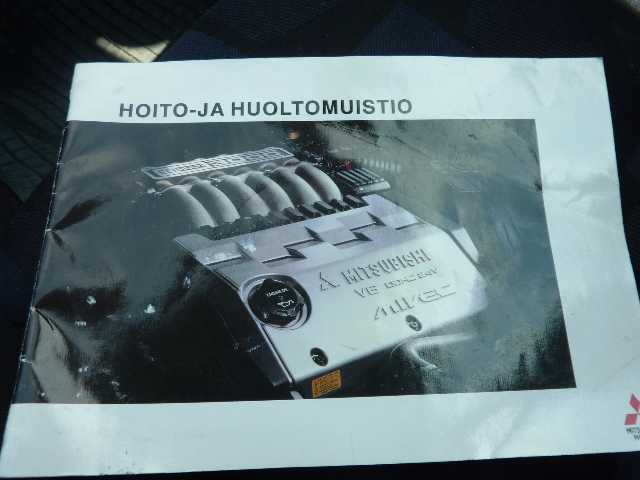 HOITO-JA HUOLTOMUISTIO
MITSUBISHI
V6 DOHC 24V
MIVEC